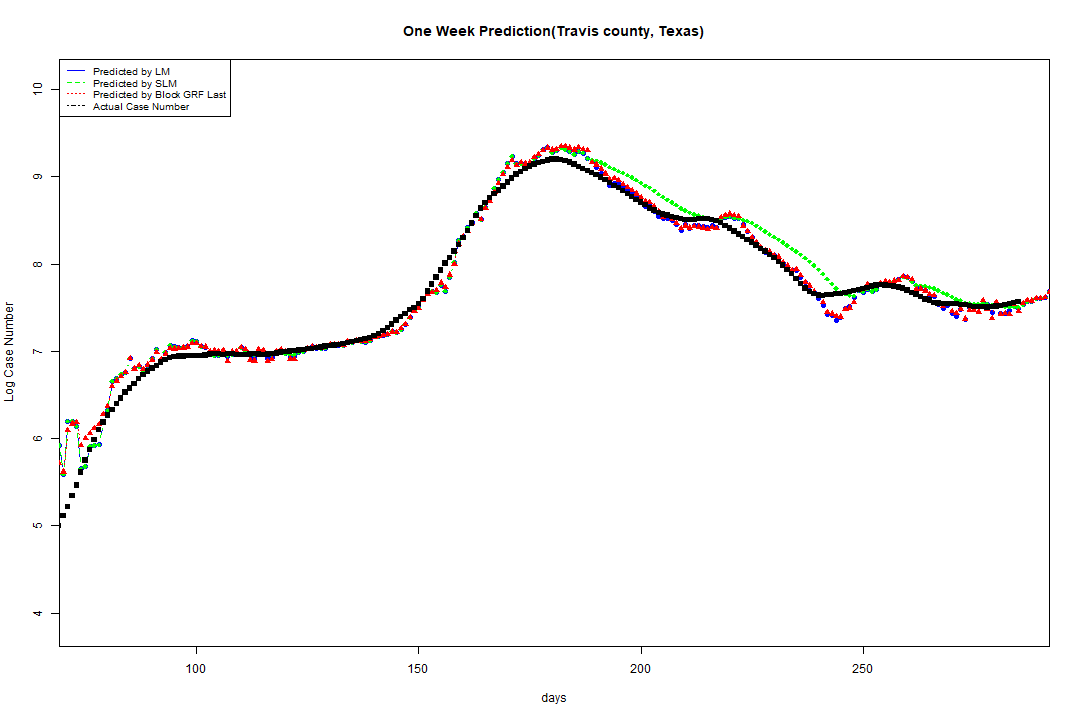 One Week Prediction(Travis county, Texas)
Predicted by LM
Predicted by SLM
Predicted by Block GRF Last
Actual Case Number
10
9
8
7
6
5
4
Log Case Number
100
150
200
250
days